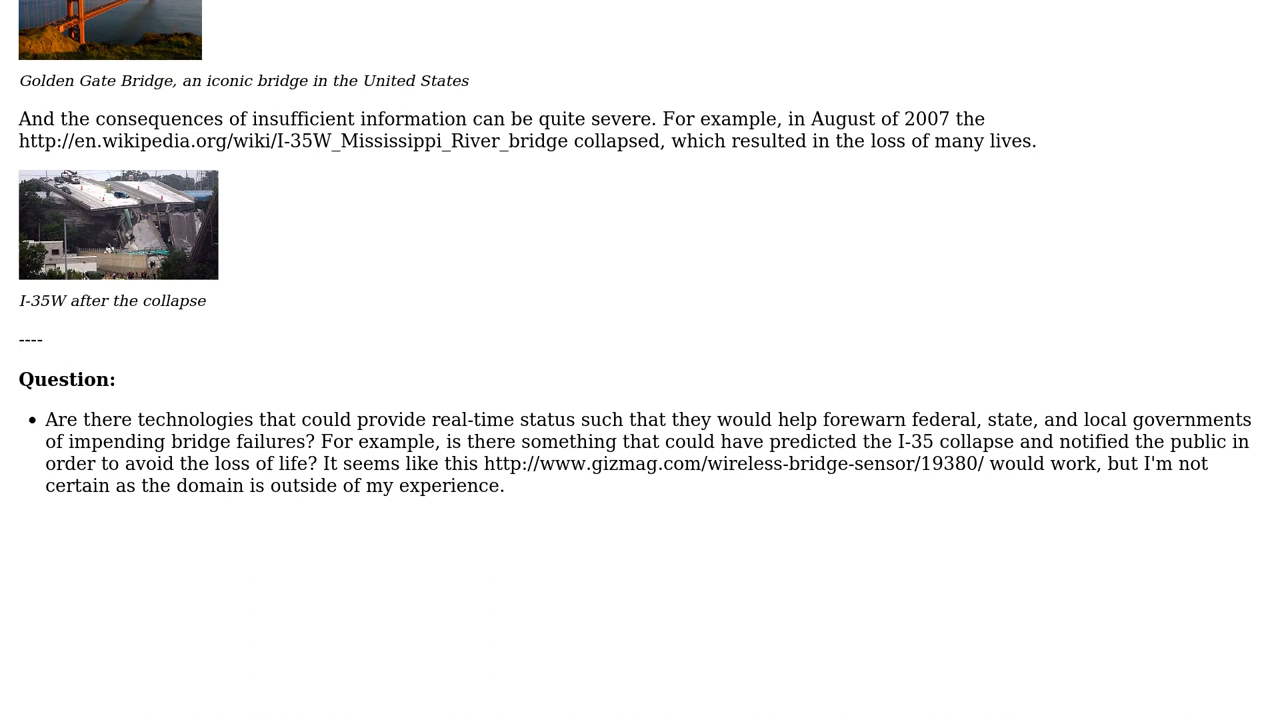 Golden Gate Bridge, an iconic bridge in the United States
And the consequences of insufficient information can be quite severe. For example, in August of 2007 the
http://en.wikipedia.org/wiki/I-35W_Mississippi_River_bridge collapsed, which resulted in the loss of many lives.
I-35W after the collapse
----
Question:
• Are there technologies that could provide real-time status such that they would help forewarn federal, state, and local governments
of impending bridge failures? For example, is there something that could have predicted the I-35 collapse and notified the public in
order to avoid the loss of life? It seems like this http://www.gizmag.com/wireless-bridge-sensor/19380/ would work, but I'm not
certain as the domain is outside of my experience.